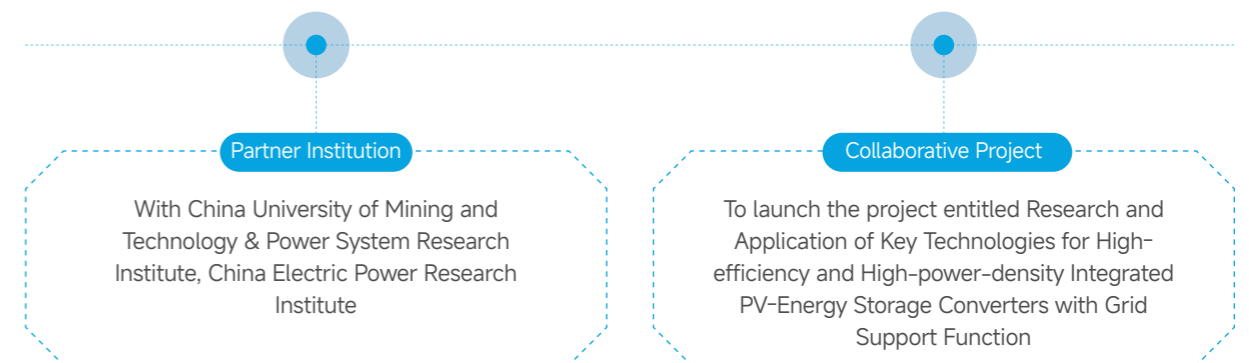 Partner Institution
With China University of Mining and
Technology & Power System Research
Institute, China Electric Power Research
Institute
Collaborative Project
To launch the project entitled Research and
Application of Key Technologies for High-
efficiency and High-power-density Integrated
PV-Energy Storage Converters with Grid
Support Function